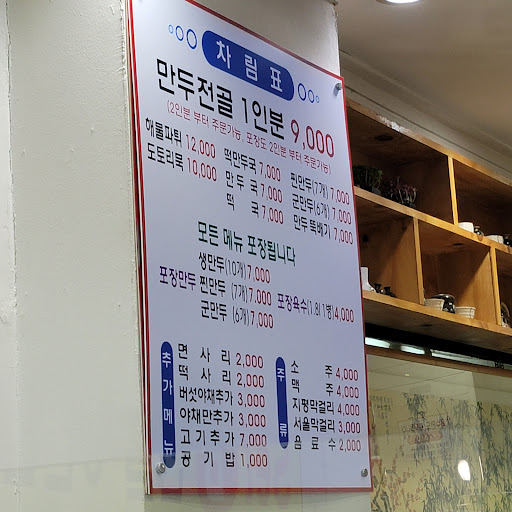 차림표
만두전골 1인분 9,000
(2인분 부터 주문가능, 포장도 2인분 부터 주문가능)
해물파전 12,000 떡만두국 7,000 찐만두(7개) 7,000
도토리묵 10,000 만두국 7,000 군만두(6개) 7,000
떡국 7,000 만두뚝배기 7,000
모든 메뉴 포장됩니다
생만두(10개) 7,000
포장만두 찐만두 (7개) 7,000 포장육수(1.8l 1병) 4,000
군만두 (6개) 7,000
추가메뉴
면사리 2,000
떡사리 2,000
버섯야채추가 3,000
야채만추가 3,000
고기추가 7,000
공기밥 1,000
주류
소주 4,000
맥주 4,000
지평막걸리 4,000
서울막걸리 3,000
음료수 2,000